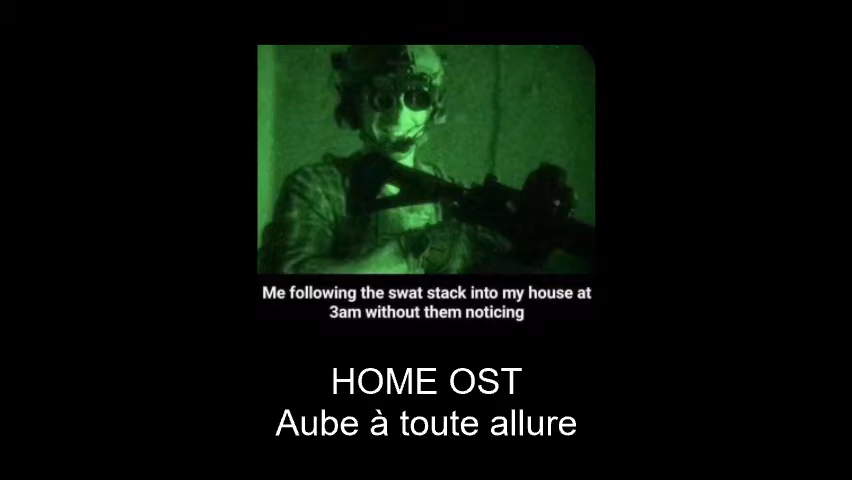 Me following the swat stack into my house at
3am without them noticing
HOME OST
Aube à toute allure